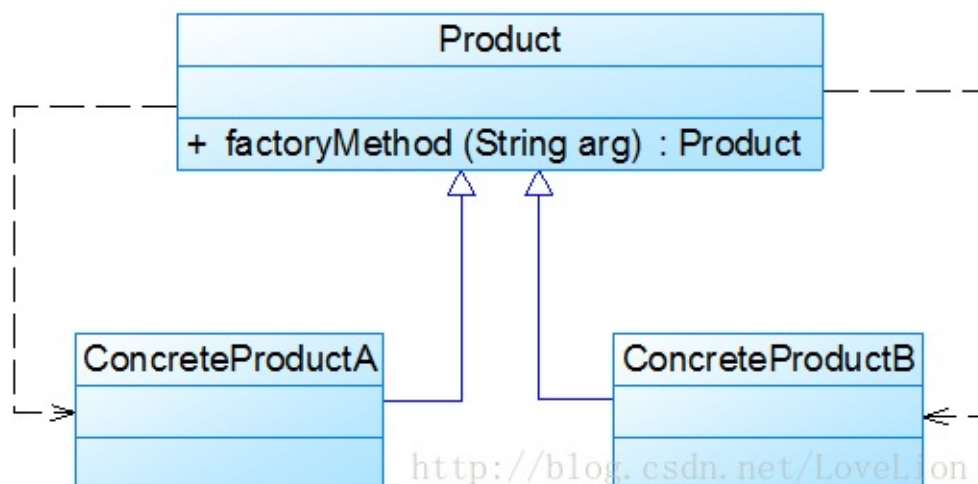 Product
+ factoryMethod (String arg) : Product
ConcreteProductA
ConcreteProductB
http://blog.csdn.net/LoveLion